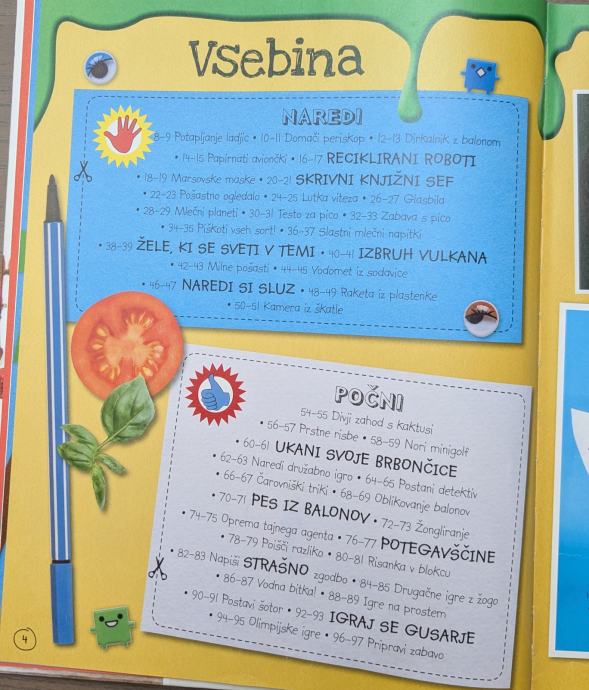 Vsebina
NAREDI
8–9 Potapljanje ladjic • 10–11 Domači periskop • 12–13 Dirkalnik z balonom
• 14–15 Papirnati aviončki • 16–17 RECIKLIRANI ROBOTI
• 18–19 Marsovske maske • 20–21 SKRIVNI KNJIŽNI SEF
• 22–23 Pošastno ogledalo • 24–25 Lutka viteza • 26–27 Glasbila
• 28–29 Mlečni planeti • 30–31 Testo za pico • 32–33 Zabava s pico
• 34–35 Piškoti vseh sort! • 36–37 Slastni mlečni napitki
• 38–39 ŽELE, KI SE SVETI V TEMI • 40–41 IZBRUH VULKANA
• 42–43 Milne pošasti • 44–45 Vodomet iz sodavice
• 46–47 NAREDI SI SLUZ • 48–49 Raketa iz plastenke
• 50–51 Kamera iz škatle
POČNI
54–55 Divji zahod s kaktusi
• 56–57 Prstne risbe • 58–59 Nori minigolf
• 60–61 UKANI SVOJE BRBONČICE
• 62–63 Naredi družabno igro • 64–65 Postani detektiv
• 66–67 Čarovniški triki • 68–69 Oblikovanje balonov
• 70–71 PES IZ BALONOV • 72–73 Žongliranje
• 74–75 Oprema tajnega agenta • 76–77 POTEGAVŠČINE
• 78–79 Poišči razliko • 80–81 Risanka v blokcu
• 82–83 Napiši STRAŠNO zgodbo • 84–85 Drugačne igre z žogo
• 86–87 Vodna bitka! • 88–89 Igre na prostem
• 90–91 Postavi šotor • 92–93 IGRAJ SE GUSARJE
• 94–95 Olimpijske igre • 96–97 Pripravi zabavo
4